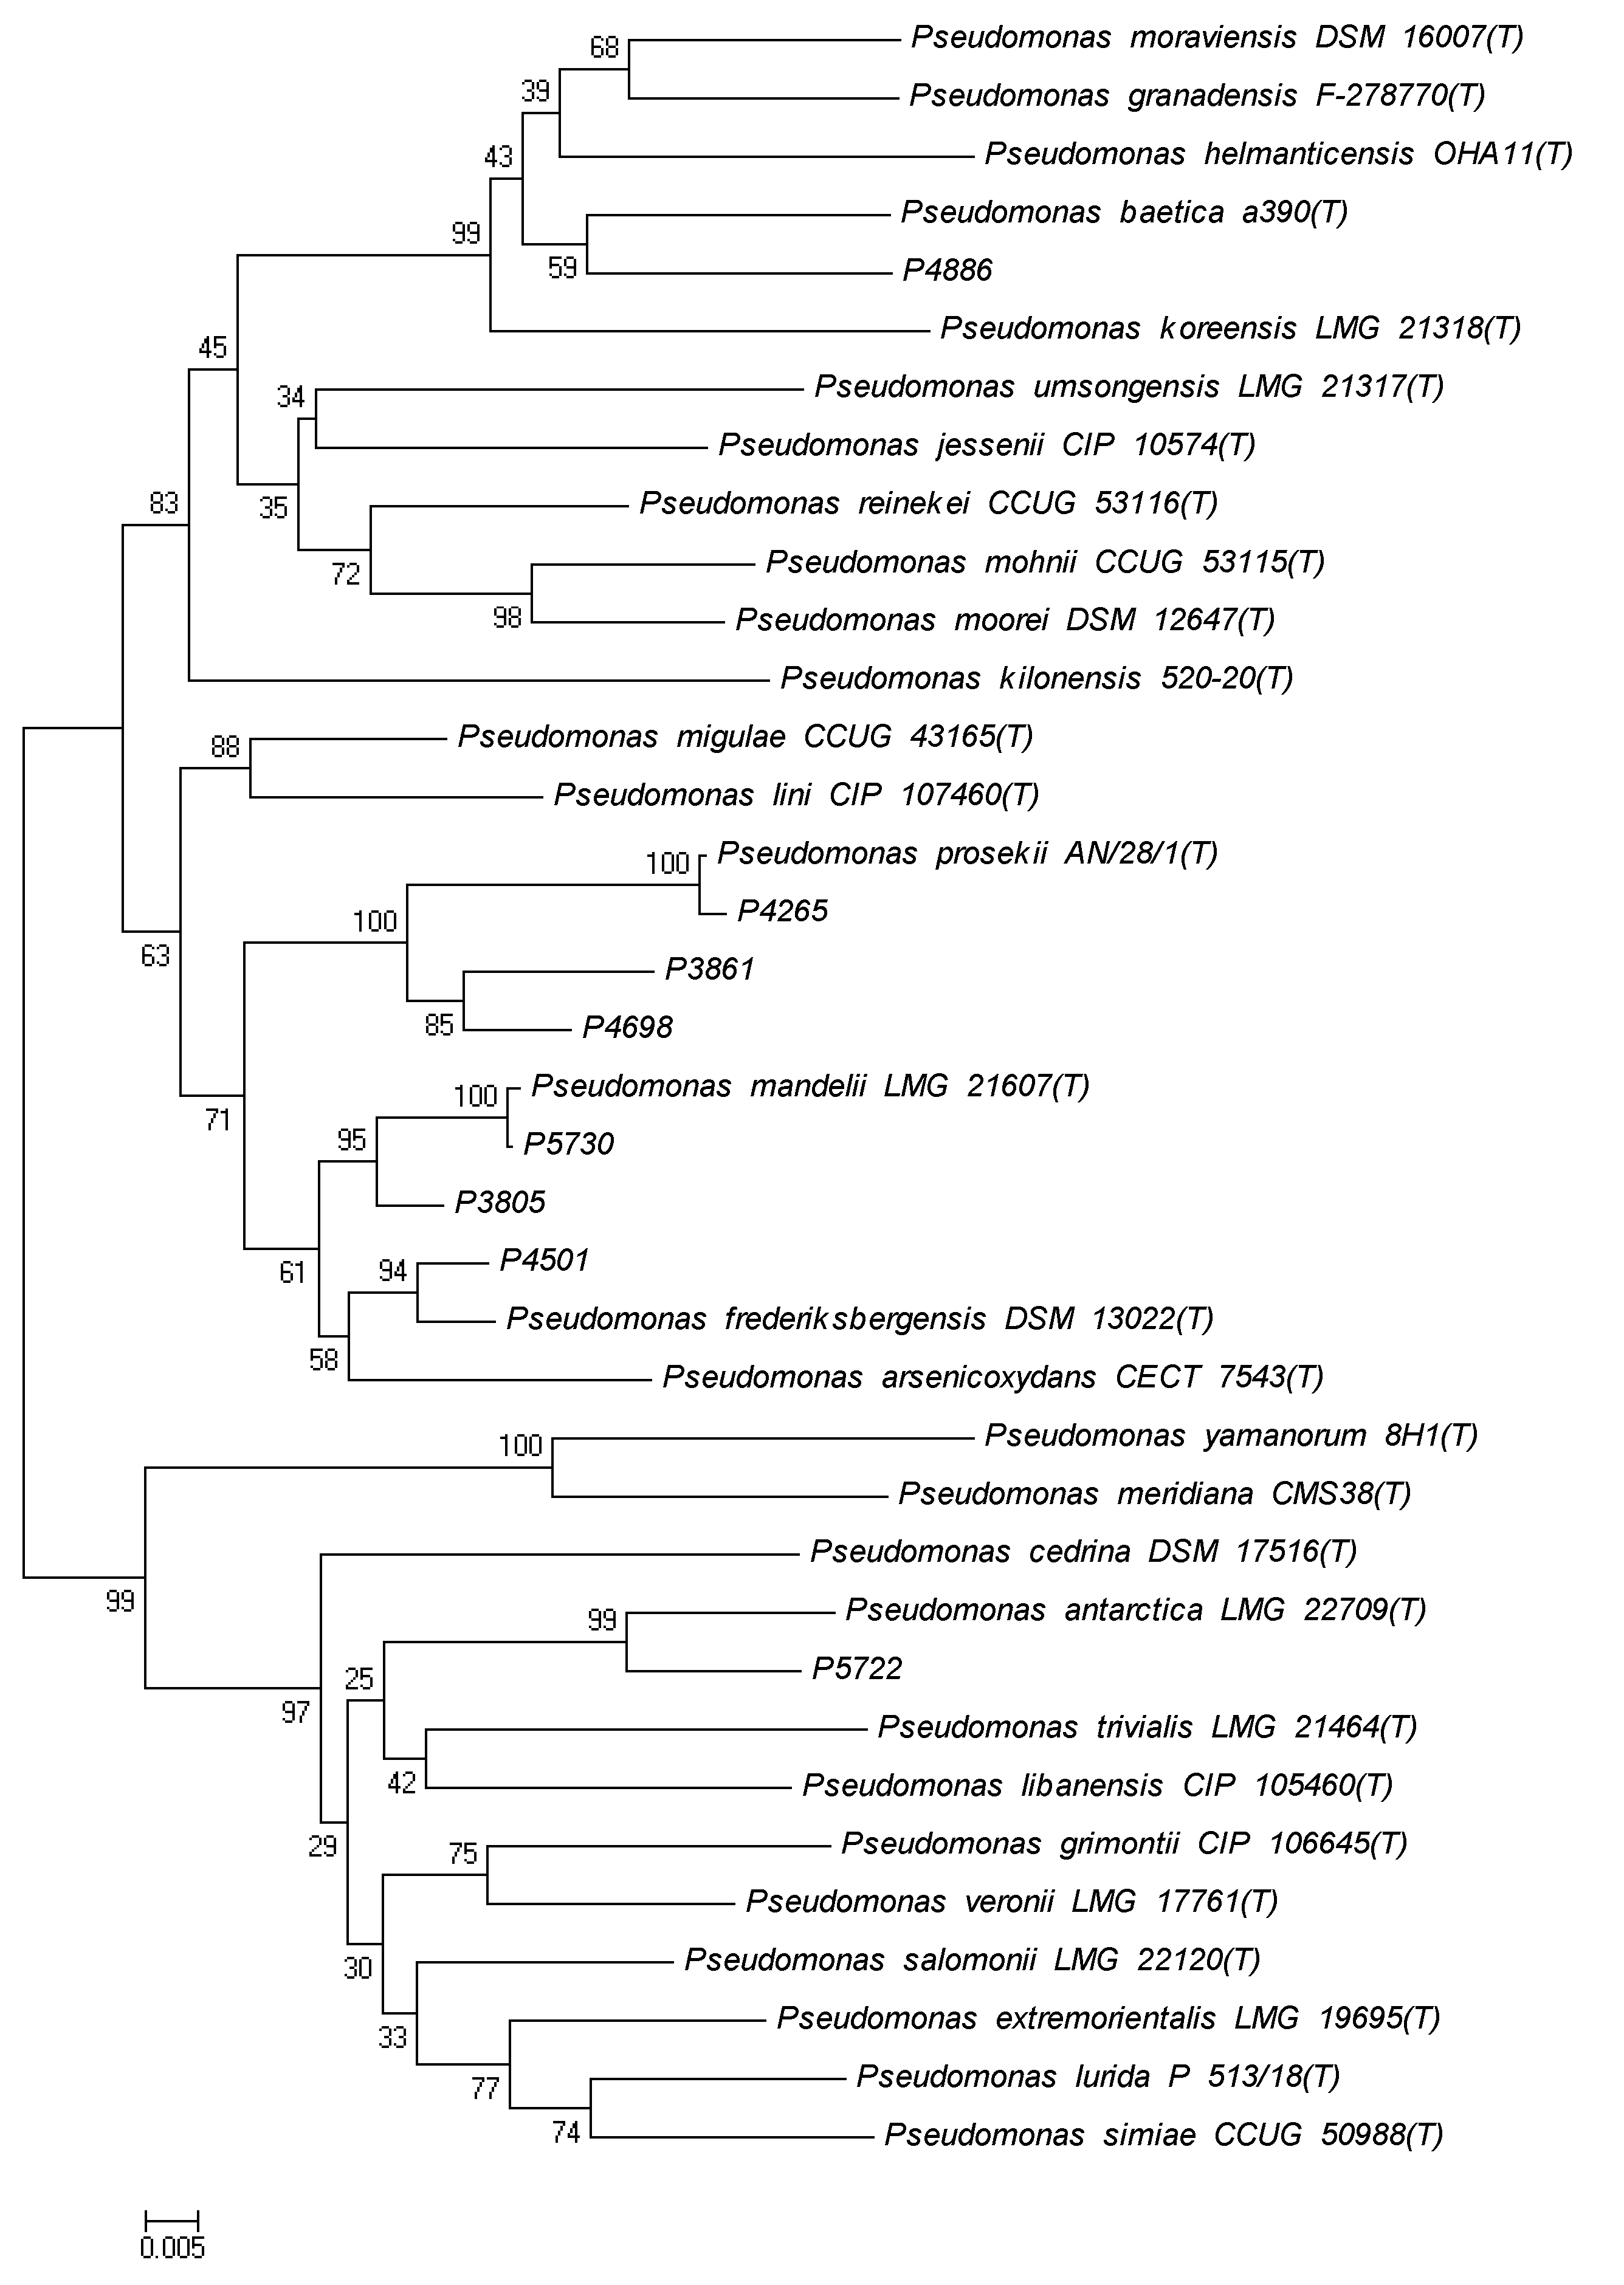 68
Pseudomonas moraviensis DSM 16007(T)
39
Pseudomonas granadensis F-278770(T)
43
Pseudomonas helmanticensis OHA11(T)
99
Pseudomonas baetica a390(T)
59
P4886
45
Pseudomonas koreensis LMG 21318(T)
34
Pseudomonas umsongensis LMG 21317(T)
Pseudomonas jessenii CIP 10574(T)
83
35
Pseudomonas reinekei CCUG 53116(T)
72
Pseudomonas mohnii CCUG 53115(T)
98
Pseudomonas moorei DSM 12647(T)
Pseudomonas kilonensis 520-20(T)
88
Pseudomonas migulae CCUG 43165(T)
Pseudomonas lini CIP 107460(T)
100
Pseudomonas prosekii AN/28/1(T)
100
P4265
63
P3861
85
P4698
100
Pseudomonas mandelii LMG 21607(T)
71
95
P5730
P3805
61
94
P4501
Pseudomonas frederiksbergensis DSM 13022(T)
58
Pseudomonas arsenicoxydans CECT 7543(T)
100
Pseudomonas yamanorum 8H1(T)
Pseudomonas meridiana CMS38(T)
99
Pseudomonas cedrina DSM 17516(T)
99
Pseudomonas antarctica LMG 22709(T)
25
P5722
97
Pseudomonas trivialis LMG 21464(T)
42
Pseudomonas libanensis CIP 105460(T)
29
75
Pseudomonas grimontii CIP 106645(T)
Pseudomonas veronii LMG 17761(T)
30
Pseudomonas salomonii LMG 22120(T)
33
Pseudomonas extremorientalis LMG 19695(T)
77
Pseudomonas lurida P 513/18(T)
74
Pseudomonas simiae CCUG 50988(T)
0.005